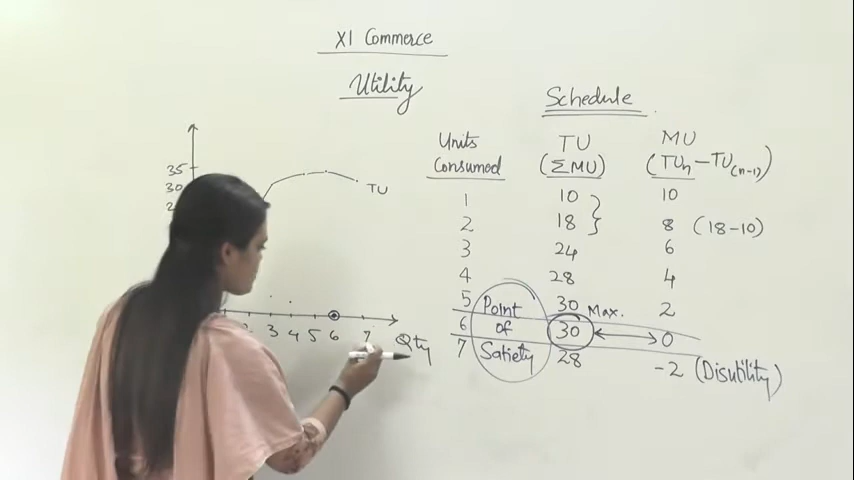 XI Commerce
Utility
Schedule
Units Consumed TU (ΣMU) MU (TUn-TU(n-1))
1 10 10
2 18 8 (18-10)
3 24 6
4 28 4
5 30 Max. 2
6 30 0
7 28 -2 (Disutility)
Point
of
Satiety
35
30
TU
3 4 5 6 7
Qty